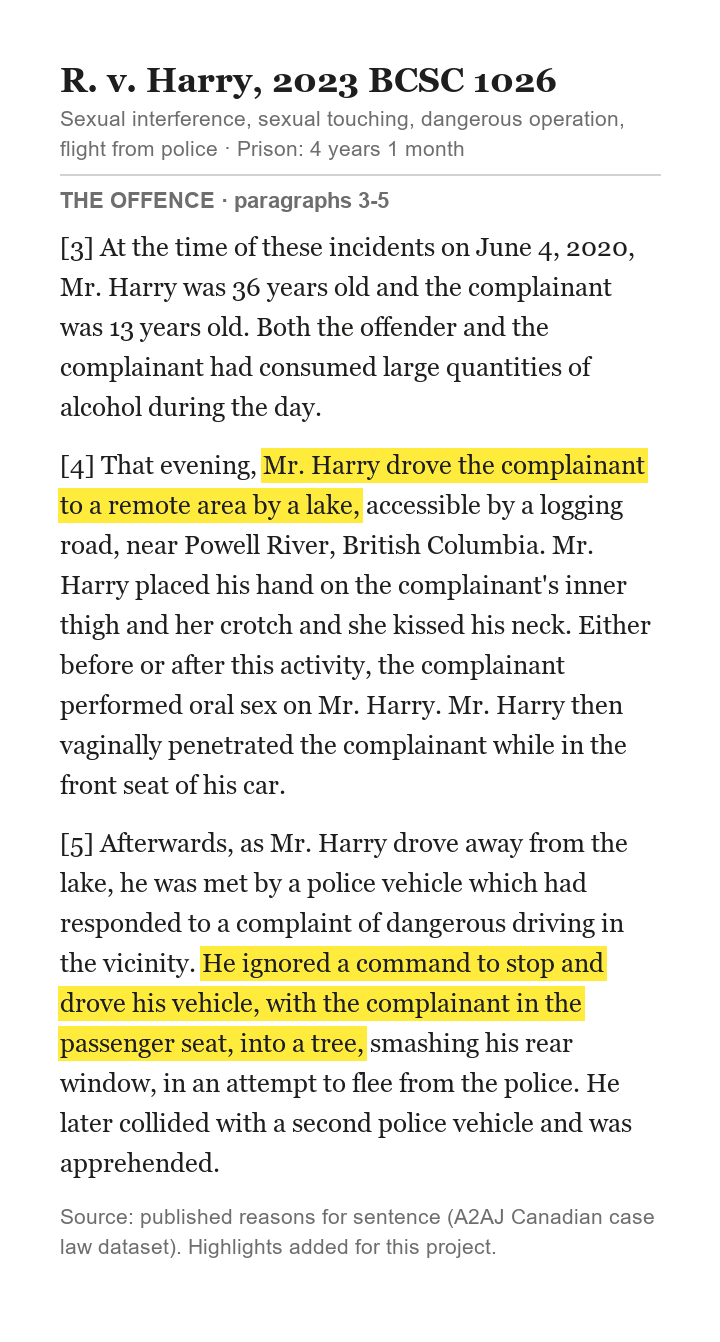 R. v. Harry, 2023 BCSC 1026
Sexual interference, sexual touching, dangerous operation,
flight from police · Prison: 4 years 1 month
THE OFFENCE · paragraphs 3-5
[3] At the time of these incidents on June 4, 2020,
Mr. Harry was 36 years old and the complainant
was 13 years old. Both the offender and the
complainant had consumed large quantities of
alcohol during the day.
[4] That evening, Mr. Harry drove the complainant
to a remote area by a lake, accessible by a logging
road, near Powell River, British Columbia. Mr.
Harry placed his hand on the complainant's inner
thigh and her crotch and she kissed his neck. Either
before or after this activity, the complainant
performed oral sex on Mr. Harry. Mr. Harry then
vaginally penetrated the complainant while in the
front seat of his car.
[5] Afterwards, as Mr. Harry drove away from the
lake, he was met by a police vehicle which had
responded to a complaint of dangerous driving in
the vicinity. He ignored a command to stop and
drove his vehicle, with the complainant in the
passenger seat, into a tree, smashing his rear
window, in an attempt to flee from the police. He
later collided with a second police vehicle and was
apprehended.
Source: published reasons for sentence (A2AJ Canadian case
law dataset). Highlights added for this project.